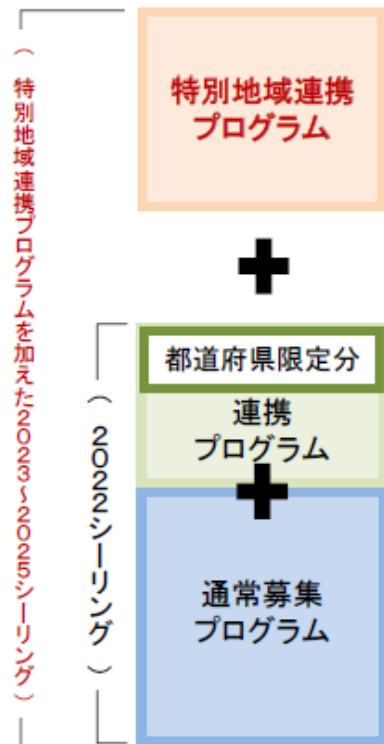 （特別地域連携プログラムを加えた2023～2025シーリング）
特別地域連携
プログラム
（2022シーリング）
都道府県限定分
連携
プログラム
通常募集
プログラム